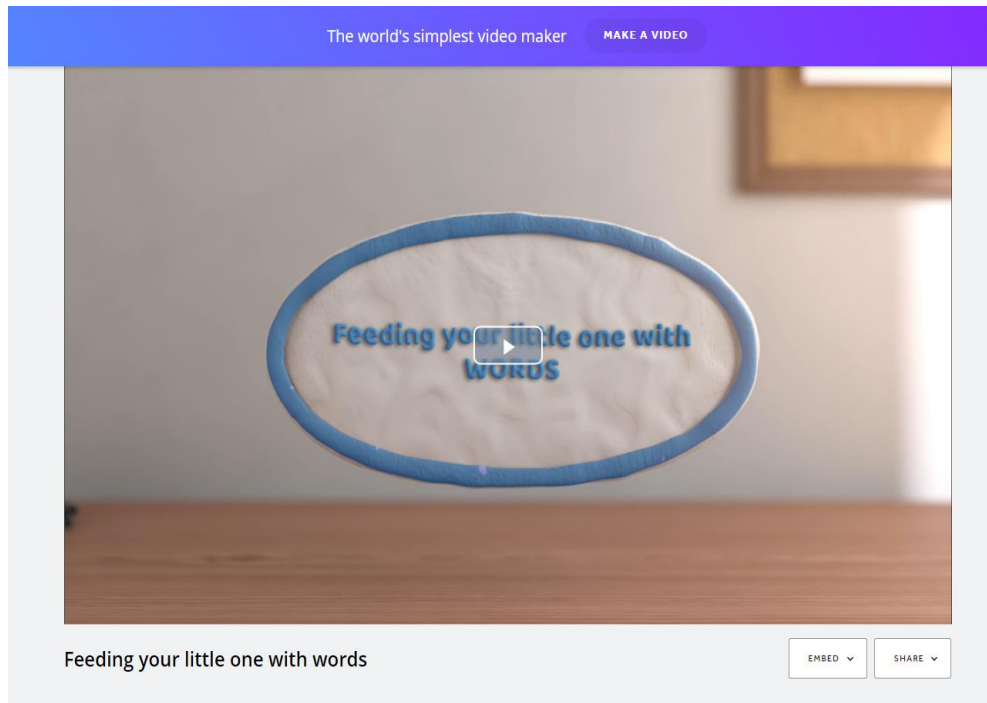 The world's simplest video maker MAKE A VIDEO
Feeding your little one with
WORDS
Feeding your little one with words
EMBED SHARE